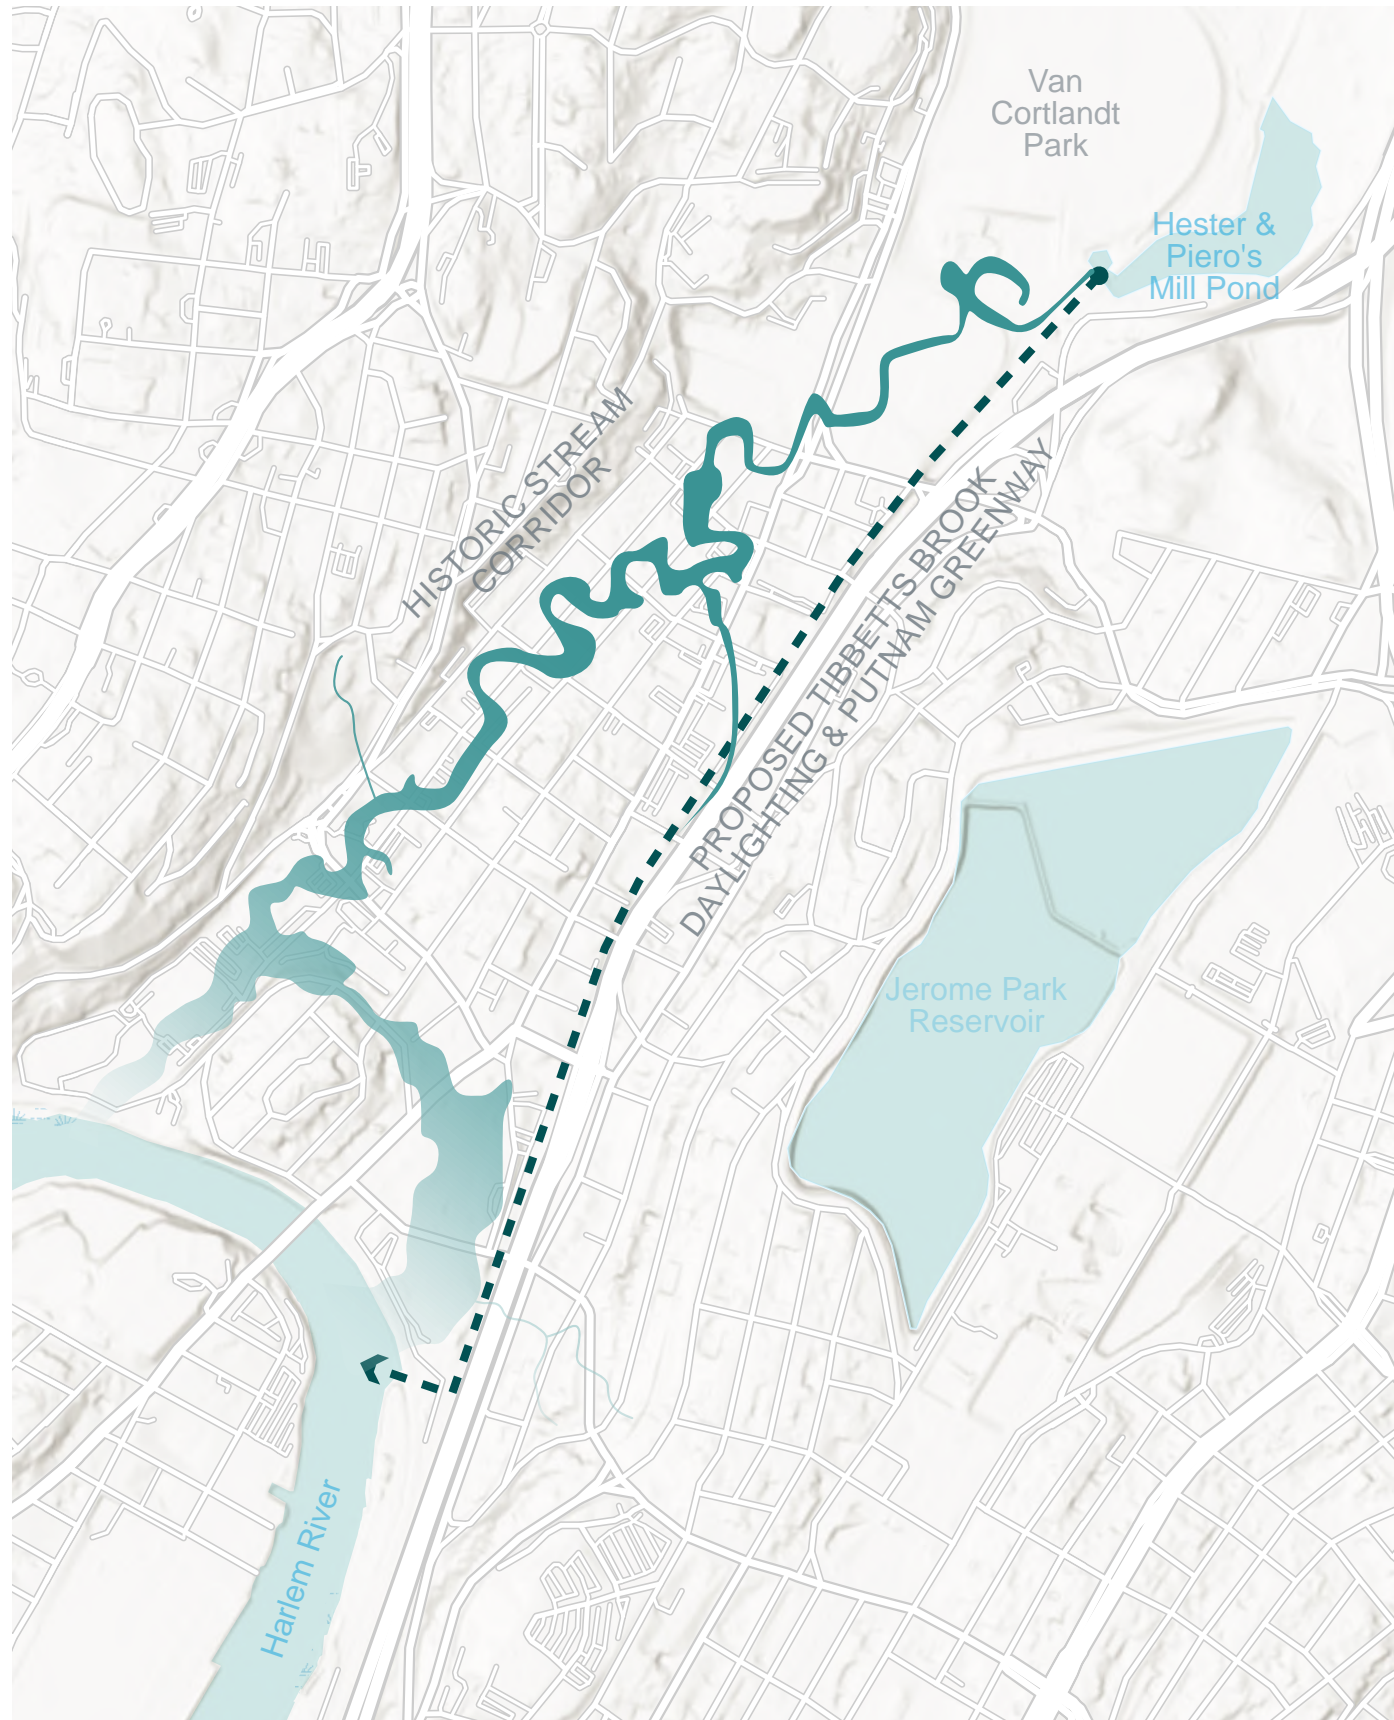 Van
Cortlandt
Park
Hester &
Piero's
Mill Pond
HISTORIC STREAM
CORRIDOR
PROPOSED TIBBETTS BROOK
DAYLIGHTING & PUTNAM GREENWAY
Jerome Park
Reservoir
Harlem River